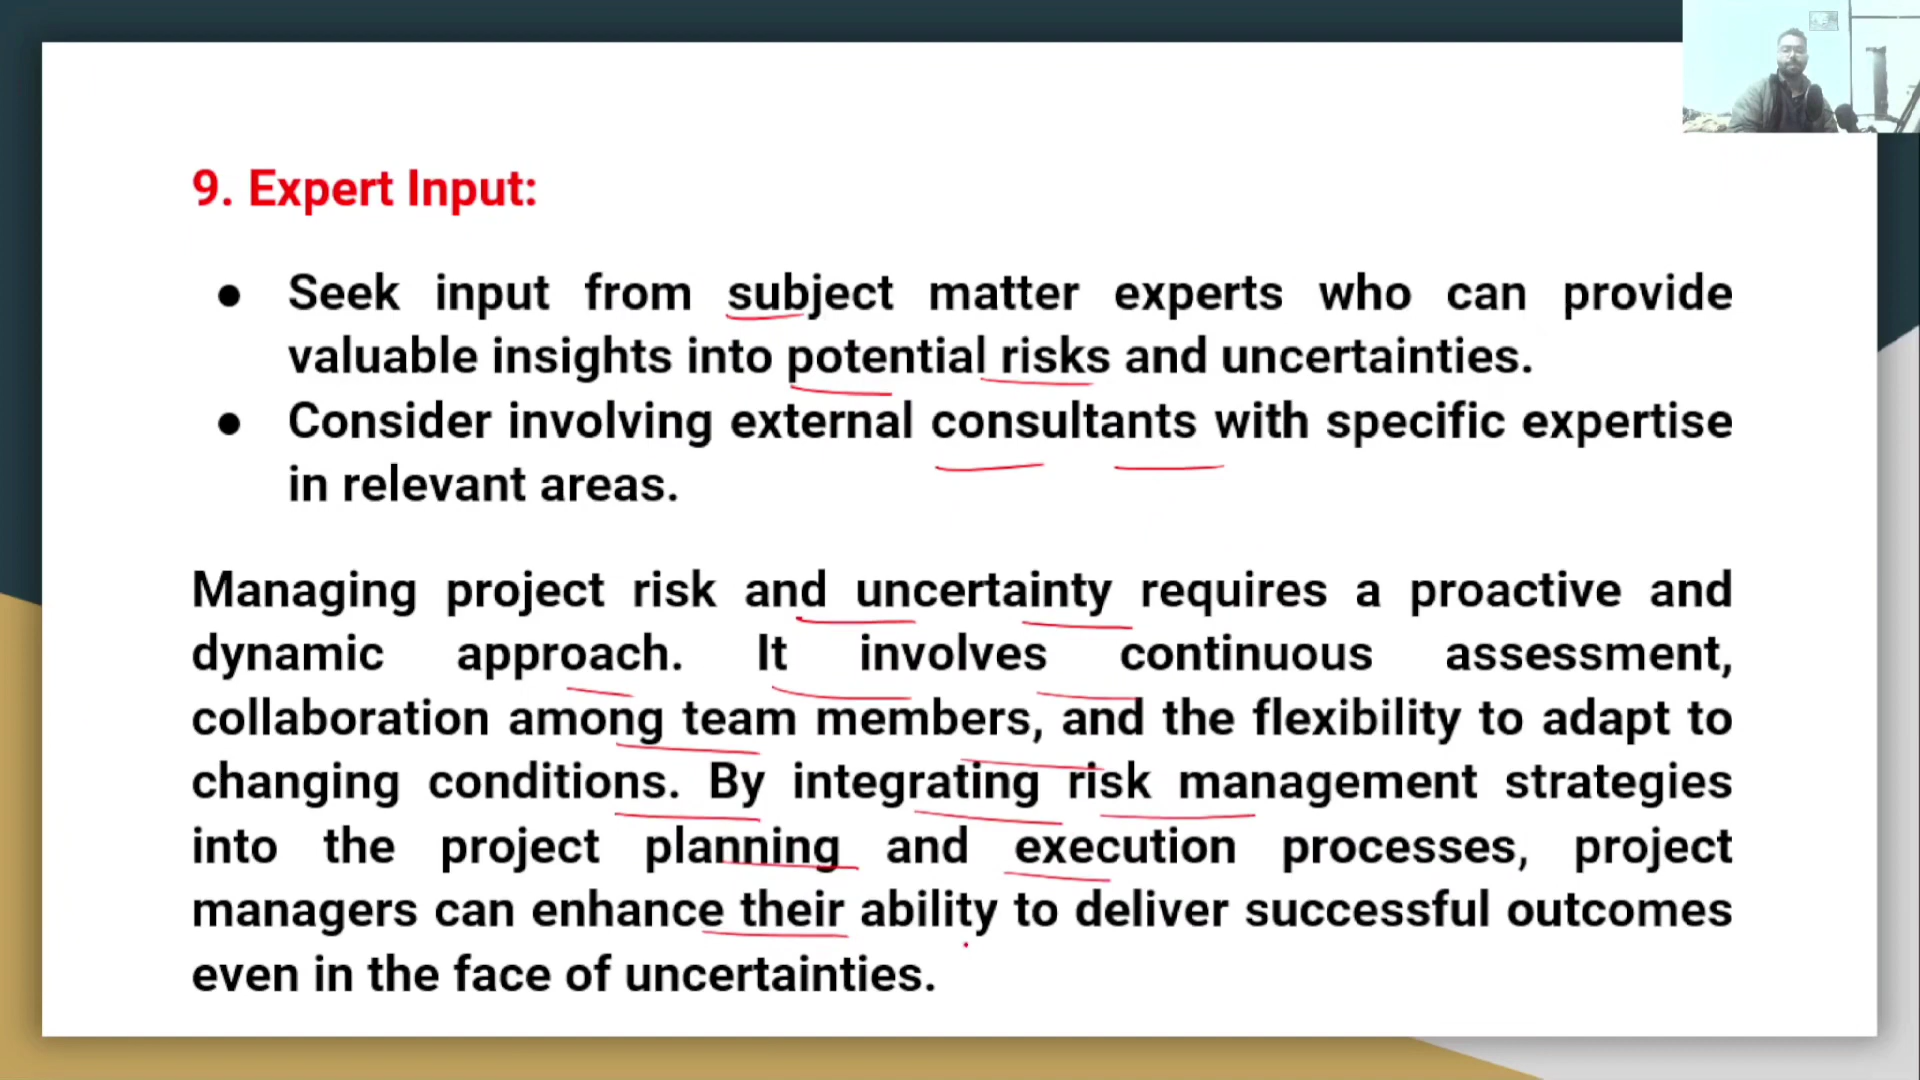 9. Expert Input:
● Seek input from subject matter experts who can provide
valuable insights into potential risks and uncertainties.
● Consider involving external consultants with specific expertise
in relevant areas.
Managing project risk and uncertainty requires a proactive and
dynamic approach. It involves continuous assessment,
collaboration among team members, and the flexibility to adapt to
changing conditions. By integrating risk management strategies
into the project planning and execution processes, project
managers can enhance their ability to deliver successful outcomes
even in the face of uncertainties.